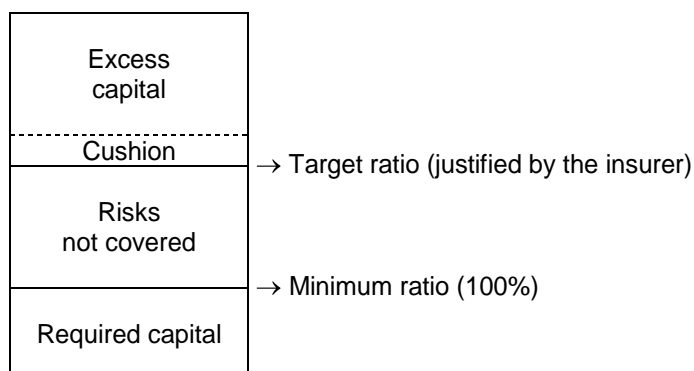 Excess
capital
Cushion
→ Target ratio (justified by the insurer)
Risks
not covered
→ Minimum ratio (100%)
Required capital